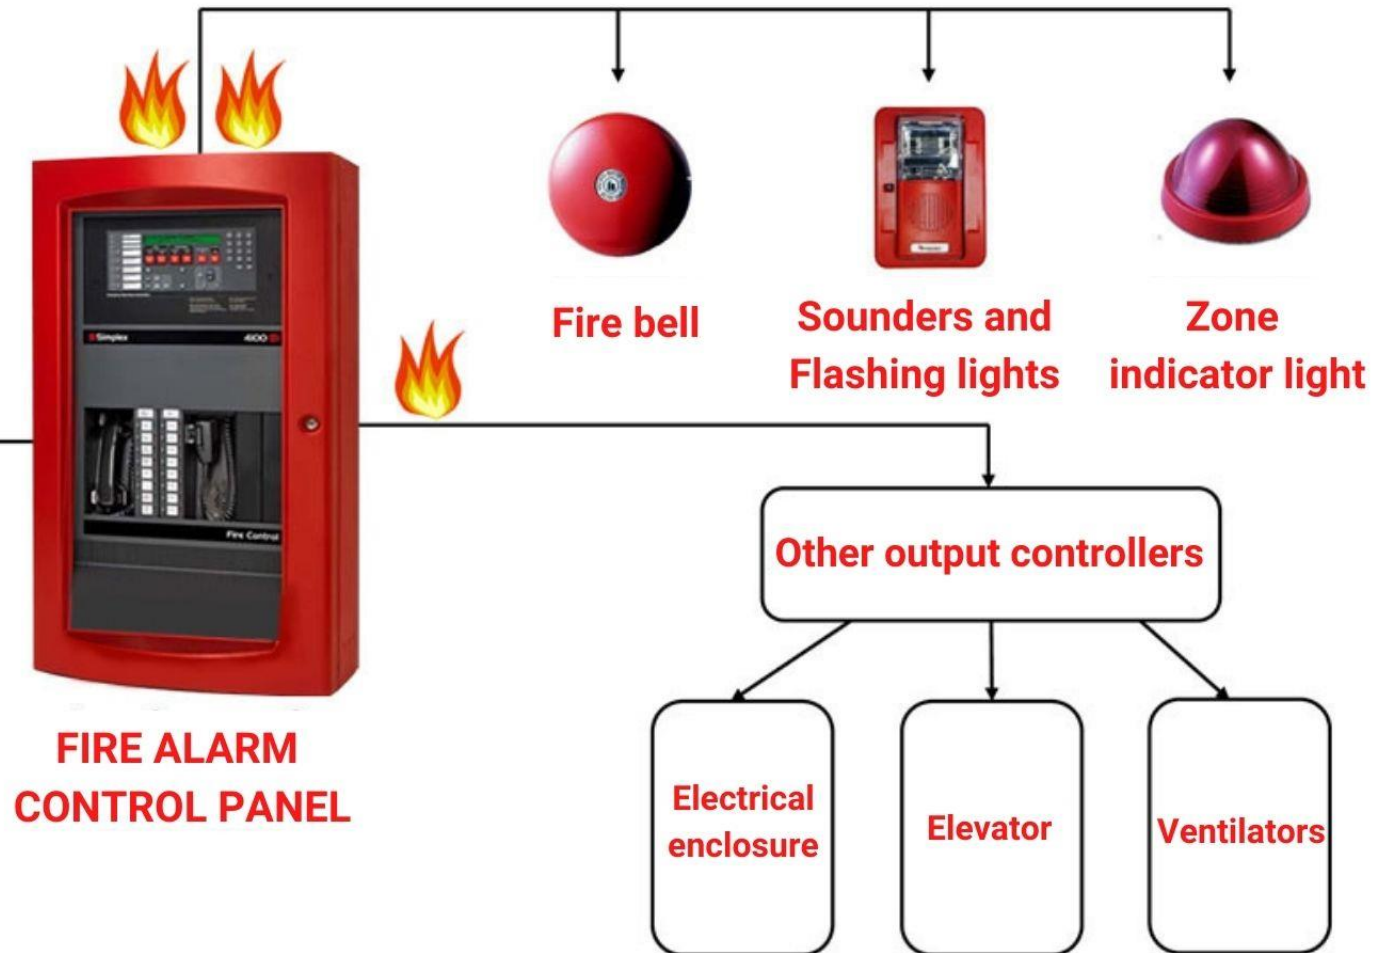 Fire bell
Sounders and
Flashing lights
Zone
indicator light
Simplex
4100
Fire Control
Other output controllers
FIRE ALARM
CONTROL PANEL
Electrical
enclosure
Elevator
Ventilators